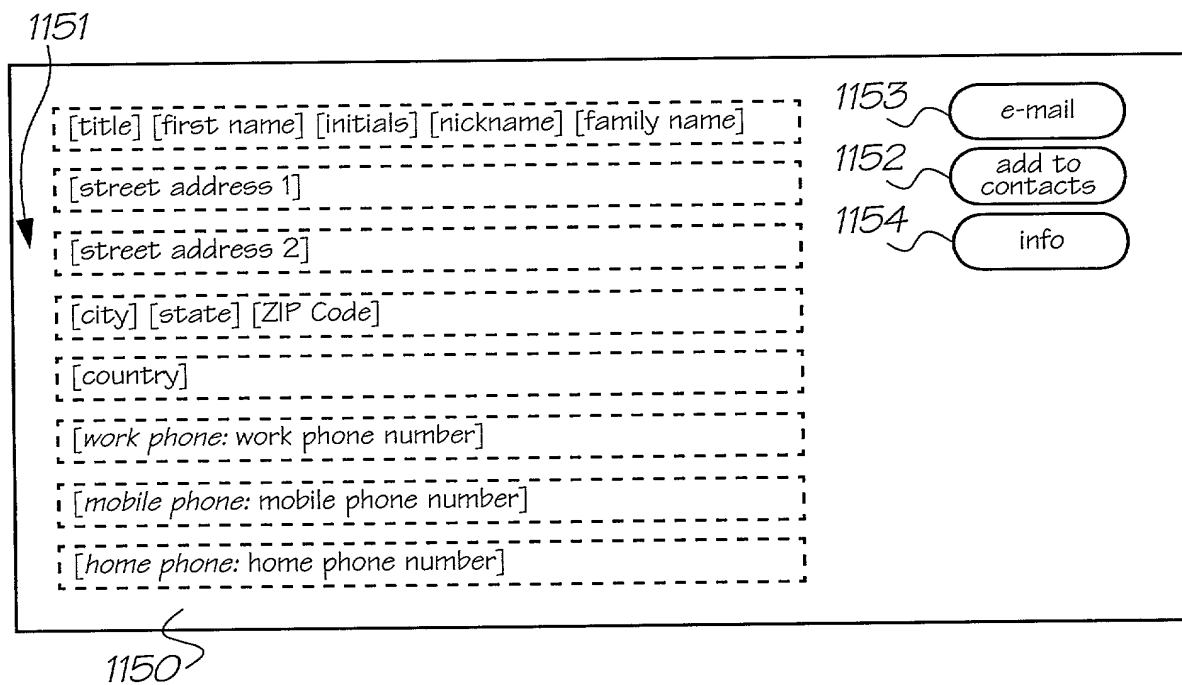 1151
[title] [first name] [initials] [nickname] [family name]
[street address 1]
[street address 2]
[city] [state] [ZIP Code]
[country]
[work phone: work phone number]
[mobile phone: mobile phone number]
[home phone: home phone number]
1153
e-mail
1152
add to
contacts
1154
info
1150